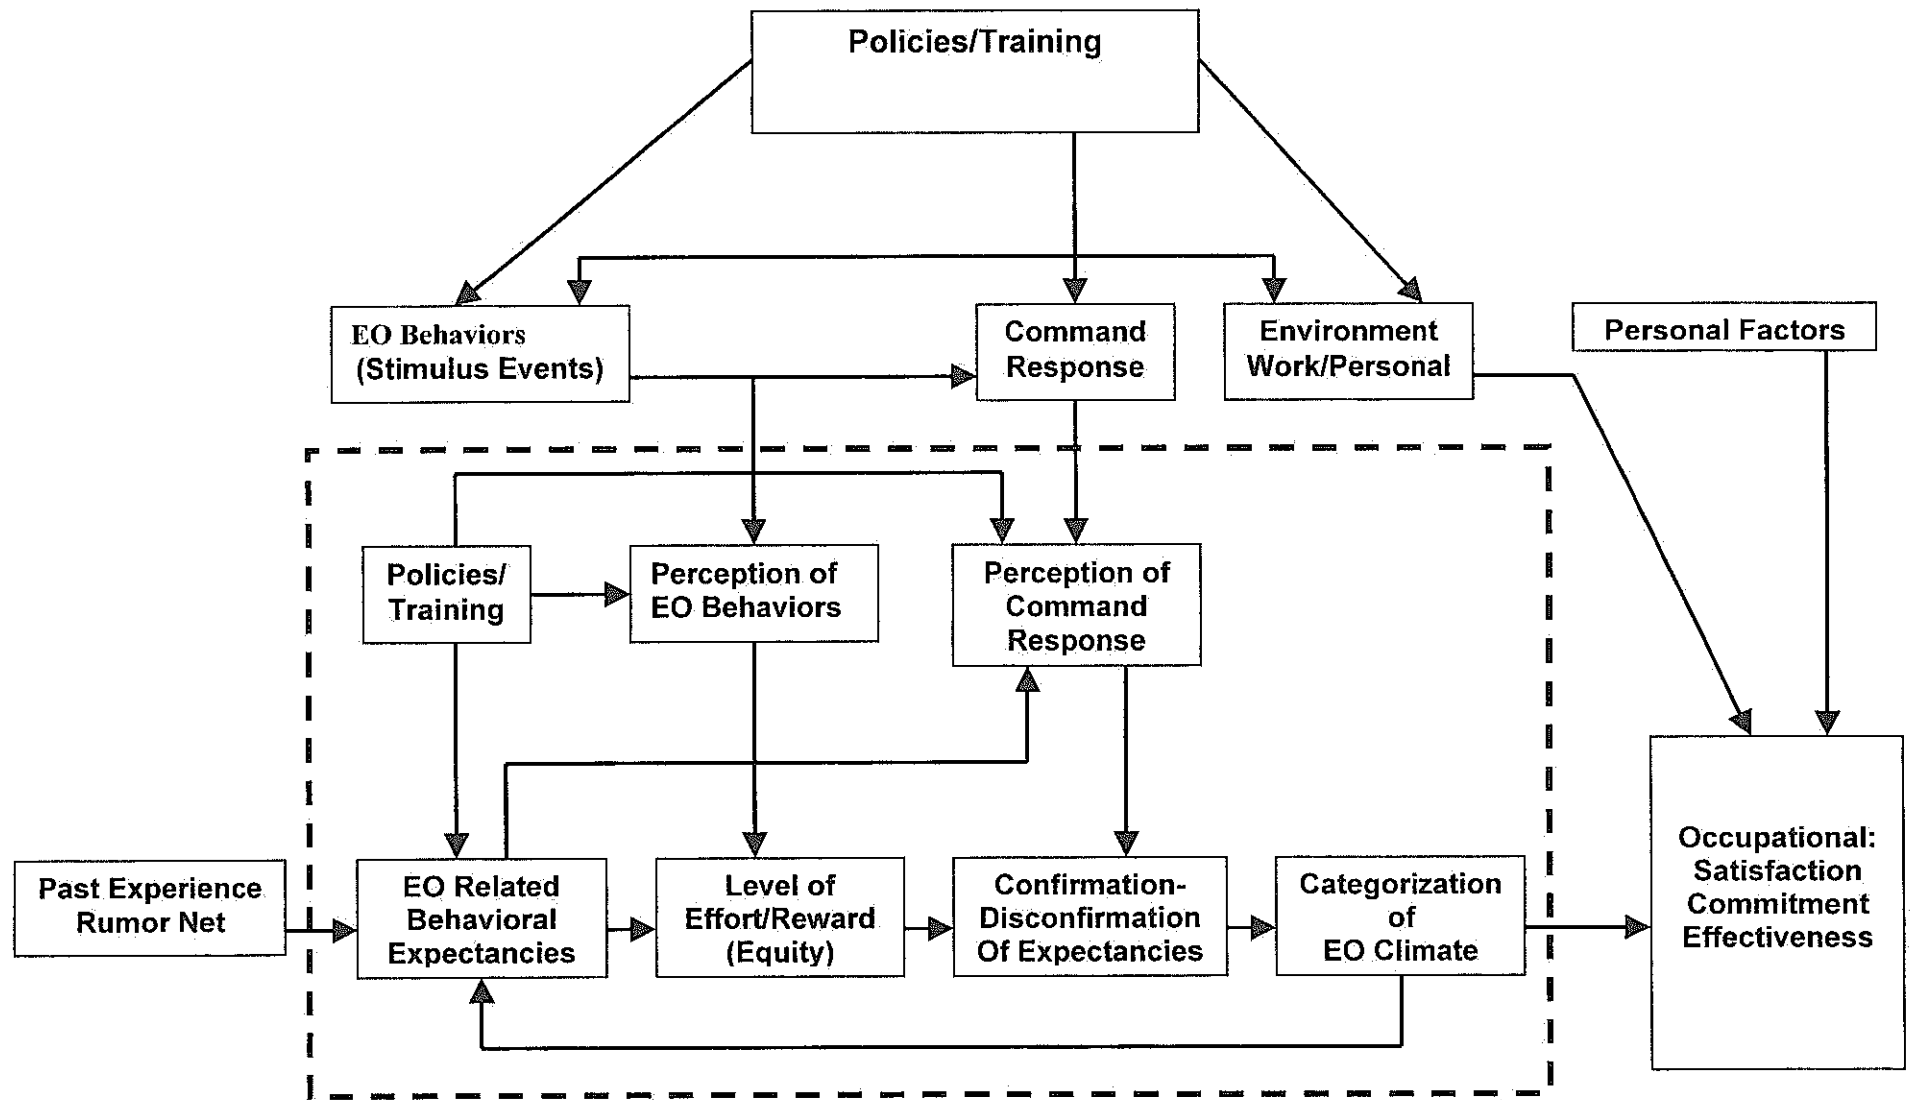 Policies/Training
EO Behaviors
(Stimulus Events)
Command
Response
Environment
Work/Personal
Personal Factors
Policies/
Training
Perception of
EO Behaviors
Perception of
Command
Response
Past Experience
Rumor Net
EO Related
Behavioral
Expectancies
Level of
Effort/Reward
(Equity)
Confirmation-
Disconfirmation
Of Expectancies
Categorization
of
EO Climate
Occupational:
Satisfaction
Commitment
Effectiveness